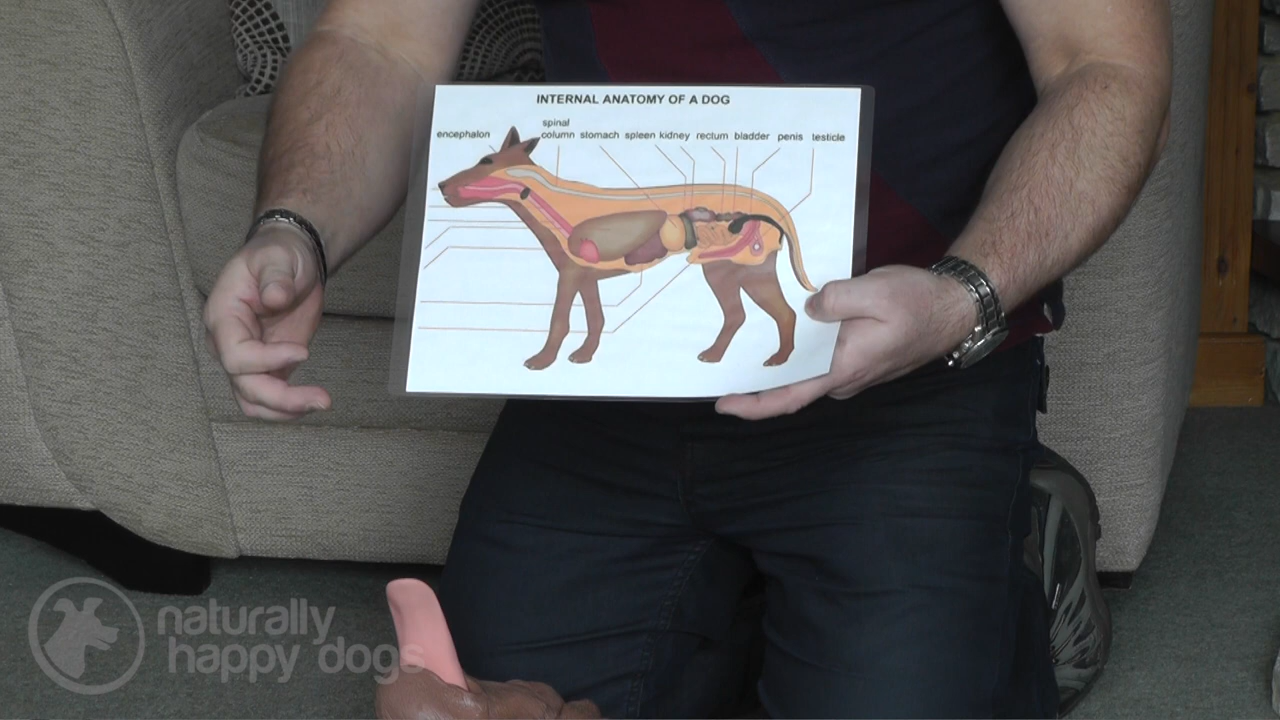 INTERNAL ANATOMY OF A DOG
spinal
encephalon column stomach spleen kidney rectum bladder penis testicle
naturally
happy dogs